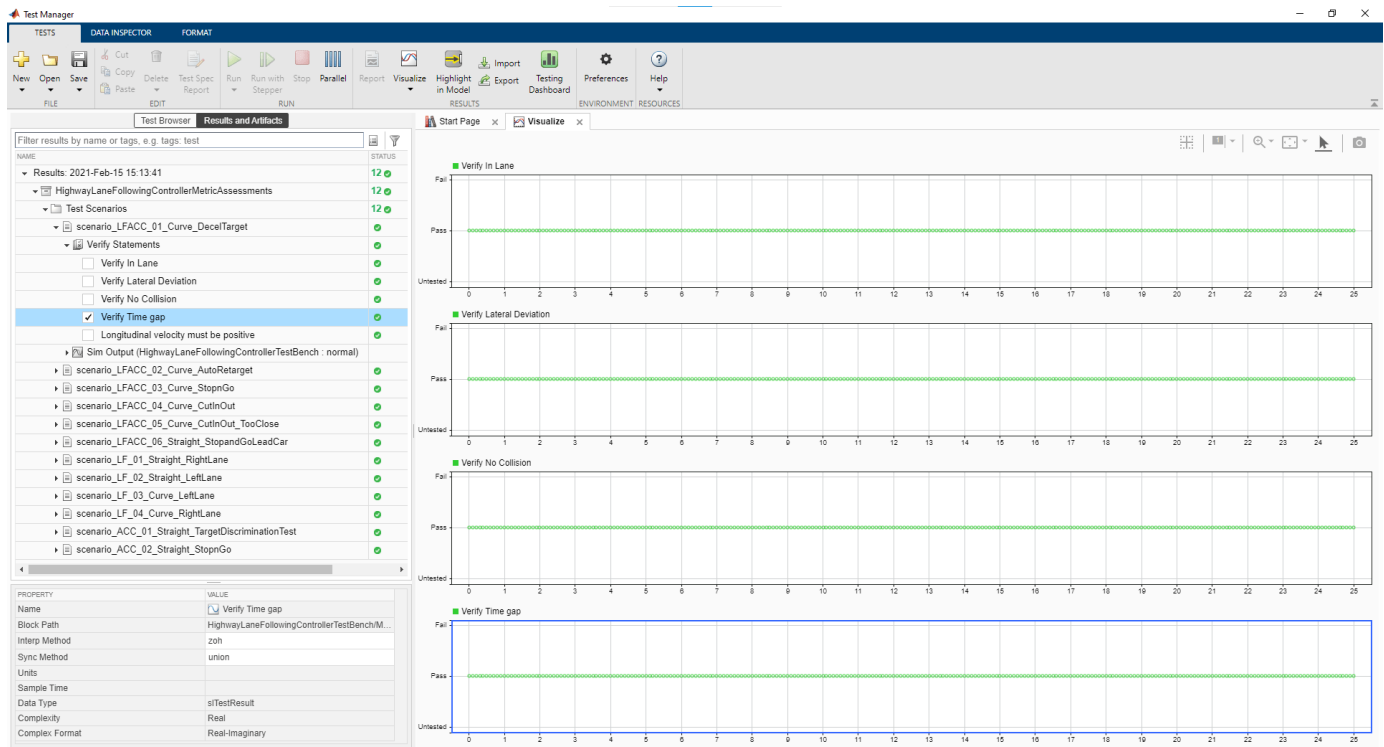 Test Manager
TESTS DATA INSPECTOR FORMAT
New Open Save Cut Copy Paste Delete Test Spec Report Run Run with Stepper Stop Parallel Report Visualize Highlight in Model Import Export Testing Dashboard Preferences Help
FILE EDIT RUN RESULTS ENVIRONMENT RESOURCES
Test Browser Results and Artifacts
Start Page x Visualize x
Filter results by name or tags, e.g. tags: test
NAME STATUS
Results: 2021-Feb-15 15:13:41 12
HighwayLaneFollowingControllerMetricAssessments 12
Test Scenarios 12
scenario_LFACC_01_Curve_DecelTarget
Verify Statements
Verify In Lane
Verify Lateral Deviation
Verify No Collision
Verify Time gap
Longitudinal velocity must be positive
Sim Output (HighwayLaneFollowingControllerTestBench : normal)
scenario_LFACC_02_Curve_AutoRetarget
scenario_LFACC_03_Curve_StopnGo
scenario_LFACC_04_Curve_CutInOut
scenario_LFACC_05_Curve_CutInOut_TooClose
scenario_LFACC_06_Straight_StopandGoLeadCar
scenario_LF_01_Straight_RightLane
scenario_LF_02_Straight_LeftLane
scenario_LF_03_Curve_LeftLane
scenario_LF_04_Curve_RightLane
scenario_ACC_01_Straight_TargetDiscriminationTest
scenario_ACC_02_Straight_StopnGo
PROPERTY VALUE
Name Verify Time gap
Block Path HighwayLaneFollowingControllerTestBench/M...
Interp Method zoh
Sync Method union
Units
Sample Time
Data Type slTestResult
Complexity Real
Complex Format Real-Imaginary
Verify In Lane
Fail
Pass
Untested
0 1 2 3 4 5 6 7 8 9 10 11 12 13 14 15 16 17 18 19 20 21 22 23 24 25
Verify Lateral Deviation
Fail
Pass
Untested
0 1 2 3 4 5 6 7 8 9 10 11 12 13 14 15 16 17 18 19 20 21 22 23 24 25
Verify No Collision
Fail
Pass
Untested
0 1 2 3 4 5 6 7 8 9 10 11 12 13 14 15 16 17 18 19 20 21 22 23 24 25
Verify Time gap
Fail
Pass
Untested
0 1 2 3 4 5 6 7 8 9 10 11 12 13 14 15 16 17 18 19 20 21 22 23 24 25